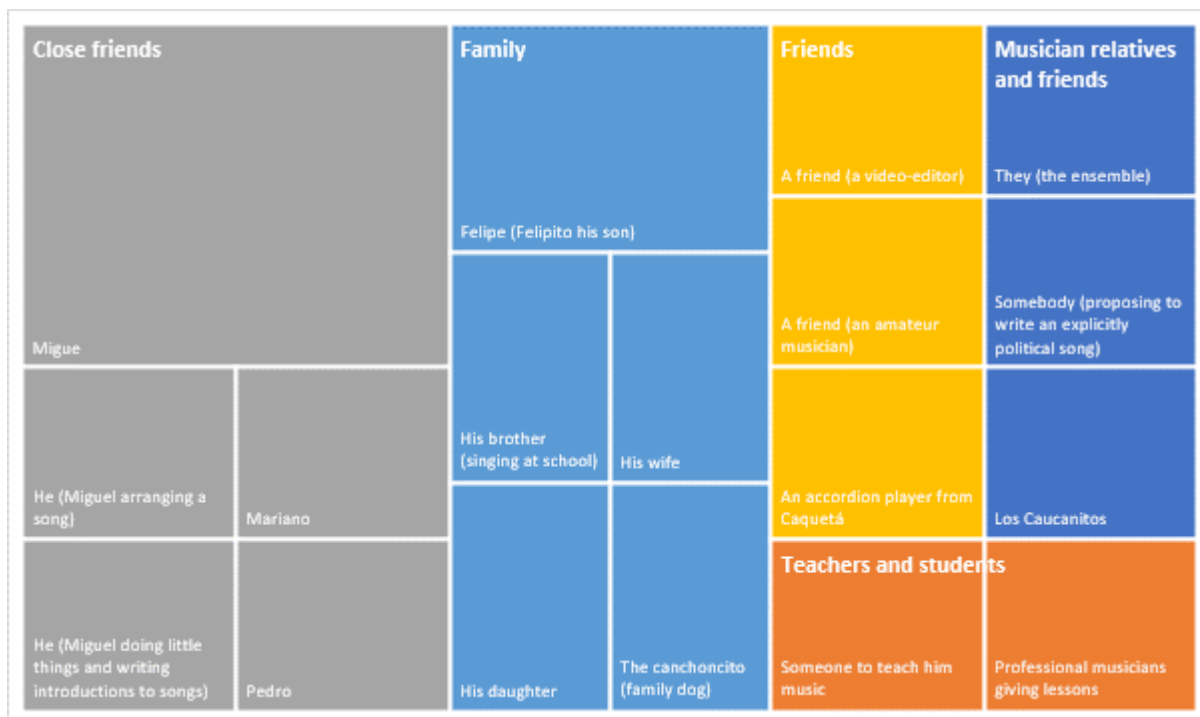 Close friends
Migue
He (Miguel arranging a
song)
Mariano
He (Miguel doing little
things and writing
introductions to songs)
Pedro
Family
Felipe (Felipito his son)
His brother
(singing at school)
His wife
His daughter
The canchoncito
(family dog)
Friends
A friend (a video-editor)
A friend (an amateur
musician)
An accordion player from
Caquetá
Musician relatives
and friends
They (the ensemble)
Somebody (proposing to
write an explicitly
political song)
Los Caucanitos
Teachers and students
Someone to teach him
music
Professional musicians
giving lessons